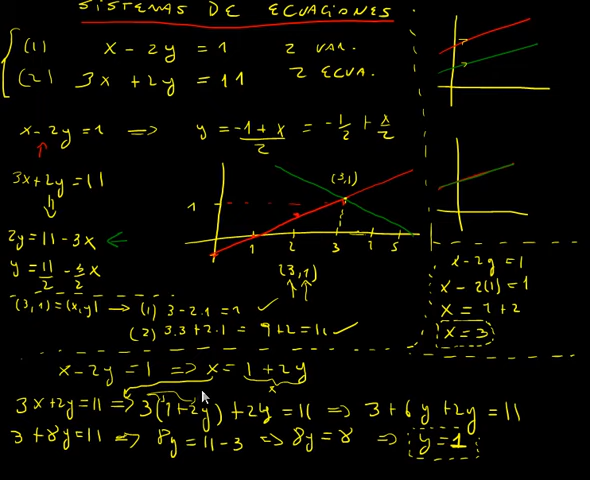 SISTEMAS DE ECUACIONES
(1) x - 2y = 1 2 VAR.
(2) 3x + 2y = 11 2 ECUA.
x - 2y = 1 ⇒ y = -1 + x / 2 = -1/2 + x/2
3x + 2y = 11
⇓
2y = 11 - 3x ←
y = 11/2 - 3/2 x
(3,1)
1
1 2 3 4 5
(3,1)
(3,1) = (x,y) → (1) 3 - 2.1 = 1 ✓
(2) 3.3 + 2.1 = 9 + 2 = 11 ✓
x - 2y = 1
x - 2(1) = 1
x = 1 + 2
x = 3
x - 2y = 1 ⇒ x = 1 + 2y
x
3x + 2y = 11 ⇒ 3(1 + 2y) + 2y = 11 ⇒ 3 + 6y + 2y = 11
3 + 8y = 11 ⇒ 8y = 11 - 3 ⇒ 8y = 8 ⇒ y = 1